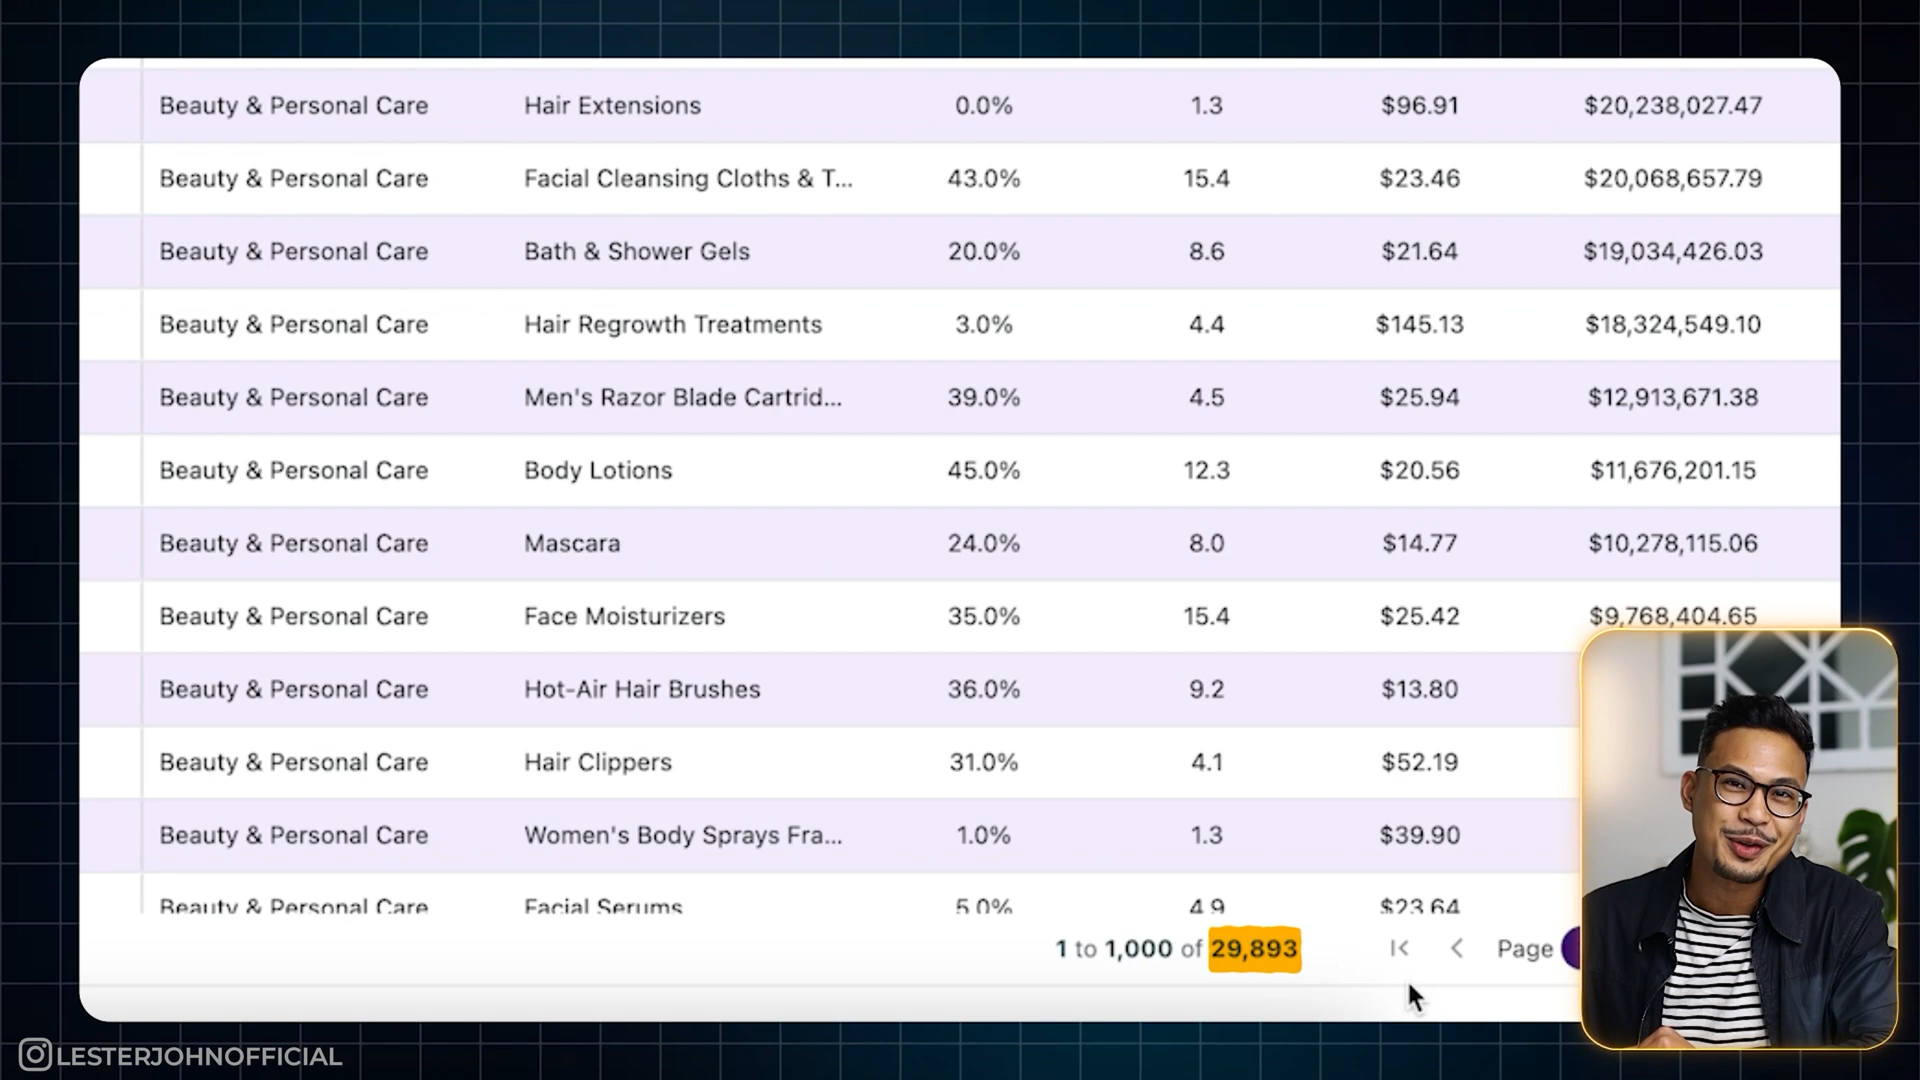 Beauty & Personal Care Hair Extensions 0.0% 1.3 $96.91 $20,238,027.47
Beauty & Personal Care Facial Cleansing Cloths & T... 43.0% 15.4 $23.46 $20,068,657.79
Beauty & Personal Care Bath & Shower Gels 20.0% 8.6 $21.64 $19,034,426.03
Beauty & Personal Care Hair Regrowth Treatments 3.0% 4.4 $145.13 $18,324,549.10
Beauty & Personal Care Men's Razor Blade Cartrid... 39.0% 4.5 $25.94 $12,913,671.38
Beauty & Personal Care Body Lotions 45.0% 12.3 $20.56 $11,676,201.15
Beauty & Personal Care Mascara 24.0% 8.0 $14.77 $10,278,115.06
Beauty & Personal Care Face Moisturizers 35.0% 15.4 $25.42 $9,768,404.65
Beauty & Personal Care Hot-Air Hair Brushes 36.0% 9.2 $13.80
Beauty & Personal Care Hair Clippers 31.0% 4.1 $52.19
Beauty & Personal Care Women's Body Sprays Fra... 1.0% 1.3 $39.90
Beauty & Personal Care Facial Serums 5.0% 4.9 $23.64
1 to 1,000 of 29,893 Page
LESTERJOHNOFFICIAL